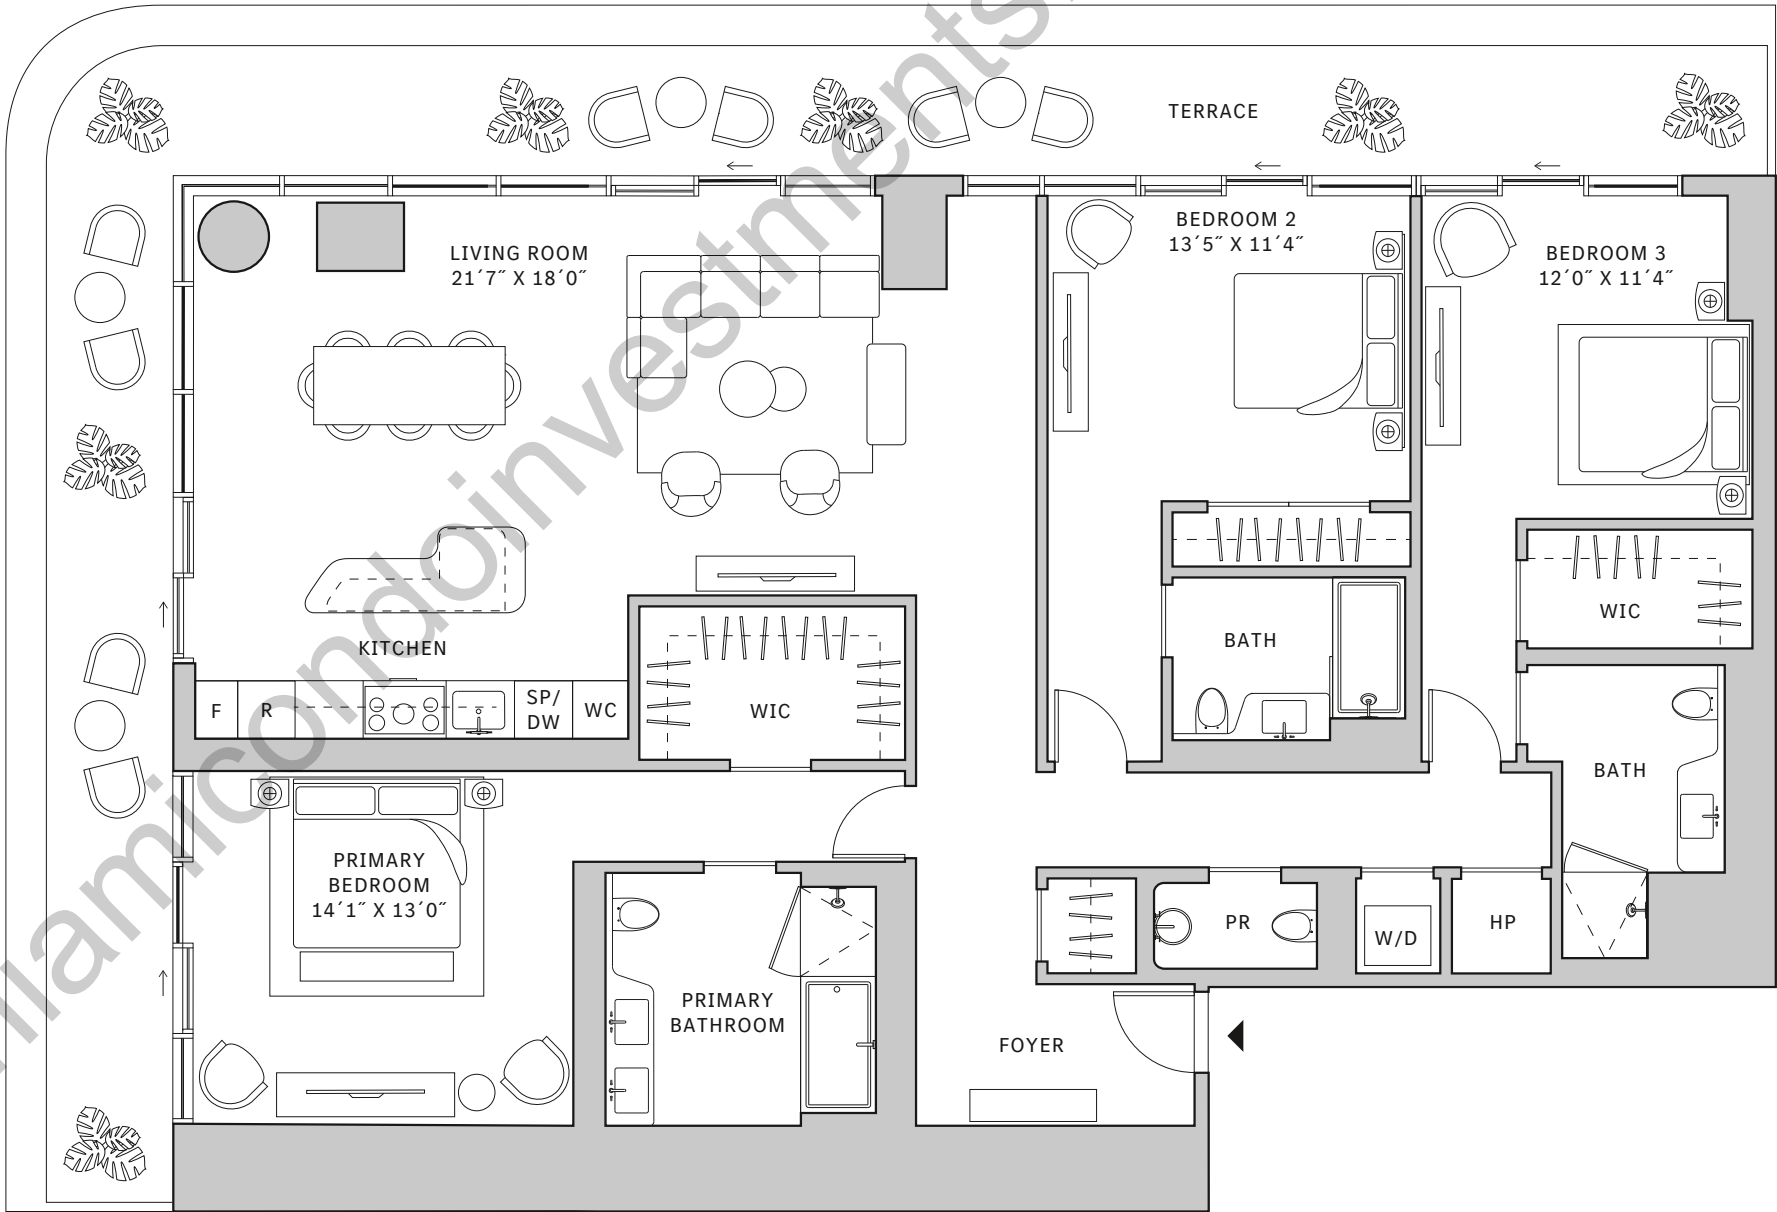 TERRACE
LIVING ROOM
21´7˝ X 18´0˝
BEDROOM 2
13´5˝ X 11´4˝
BEDROOM 3
12´0˝ X 11´4˝
KITCHEN
F
R
SP/
DW
WC
WIC
BATH
WIC
BATH
PRIMARY
BEDROOM
14´1˝ X 13´0˝
PRIMARY
BATHROOM
PR
W/D
HP
FOYER
miamicondoinvestments